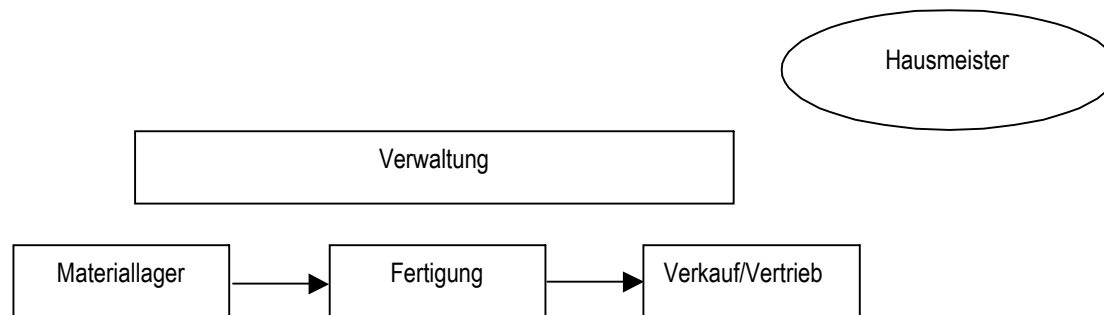 Hausmeister
Verwaltung
Materiallager
Fertigung
Verkauf/Vertrieb